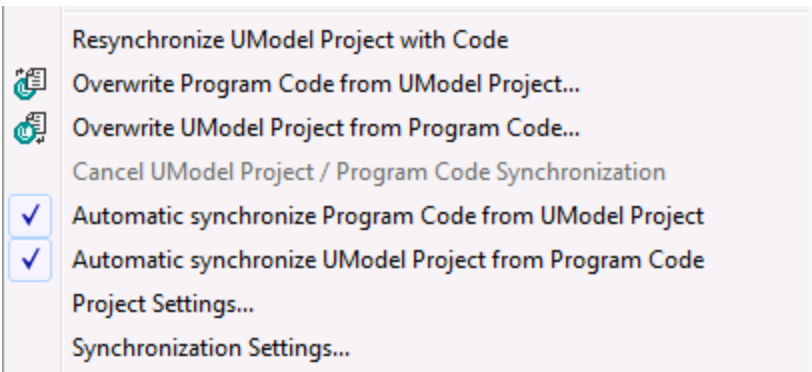 Resynchronize UModel Project with Code
Overwrite Program Code from UModel Project...
Overwrite UModel Project from Program Code...
Cancel UModel Project / Program Code Synchronization
Automatic synchronize Program Code from UModel Project
Automatic synchronize UModel Project from Program Code
Project Settings...
Synchronization Settings...